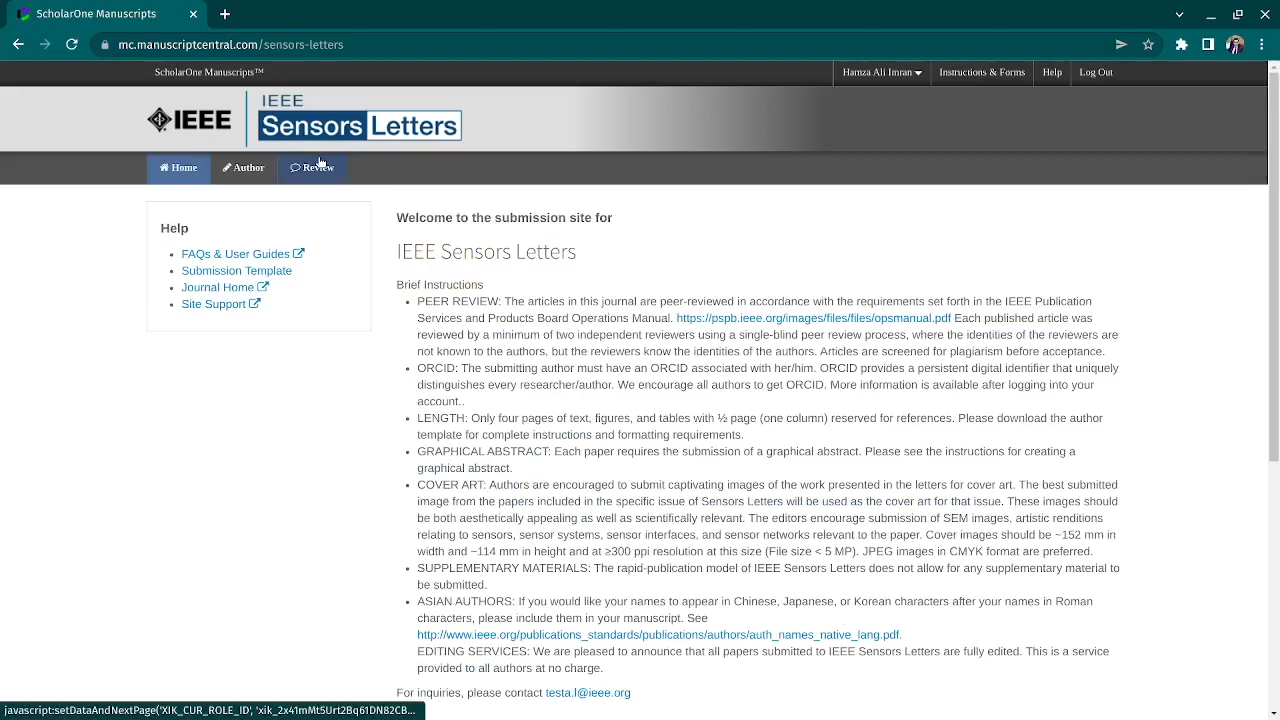 ScholarOne Manuscripts
mc.manuscriptcentral.com/sensors-letters
ScholarOne Manuscripts™
Hamza Ali Imran
Instructions & Forms
Help
Log Out
IEEE
IEEE
Sensors Letters
Home
Author
Review
Help
FAQs & User Guides
Submission Template
Journal Home
Site Support
Welcome to the submission site for
IEEE Sensors Letters
Brief Instructions
• PEER REVIEW: The articles in this journal are peer-reviewed in accordance with the requirements set forth in the IEEE Publication
Services and Products Board Operations Manual. https://pspb.ieee.org/images/files/files/opsmanual.pdf Each published article was
reviewed by a minimum of two independent reviewers using a single-blind peer review process, where the identities of the reviewers are
not known to the authors, but the reviewers know the identities of the authors. Articles are screened for plagiarism before acceptance.
• ORCID: The submitting author must have an ORCID associated with her/him. ORCID provides a persistent digital identifier that uniquely
distinguishes every researcher/author. We encourage all authors to get ORCID. More information is available after logging into your
account..
• LENGTH: Only four pages of text, figures, and tables with ½ page (one column) reserved for references. Please download the author
template for complete instructions and formatting requirements.
• GRAPHICAL ABSTRACT: Each paper requires the submission of a graphical abstract. Please see the instructions for creating a
graphical abstract.
• COVER ART: Authors are encouraged to submit captivating images of the work presented in the letters for cover art. The best submitted
image from the papers included in the specific issue of Sensors Letters will be used as the cover art for that issue. These images should
be both aesthetically appealing as well as scientifically relevant. The editors encourage submission of SEM images, artistic renditions
relating to sensors, sensor systems, sensor interfaces, and sensor networks relevant to the paper. Cover images should be ~152 mm in
width and ~114 mm in height and at ≥300 ppi resolution at this size (File size < 5 MP). JPEG images in CMYK format are preferred.
• SUPPLEMENTARY MATERIALS: The rapid-publication model of IEEE Sensors Letters does not allow for any supplementary material to
be submitted.
• ASIAN AUTHORS: If you would like your names to appear in Chinese, Japanese, or Korean characters after your names in Roman
characters, please include them in your manuscript. See
http://www.ieee.org/publications_standards/publications/authors/auth_names_native_lang.pdf.
EDITING SERVICES: We are pleased to announce that all papers submitted to IEEE Sensors Letters are fully edited. This is a service
provided to all authors at no charge.
For inquiries, please contact testa.l@ieee.org
javascript:setDataAndNextPage('XIK_CUR_ROLE_ID', 'xik_2x41mMt5Urt2Bq61DN82CB...